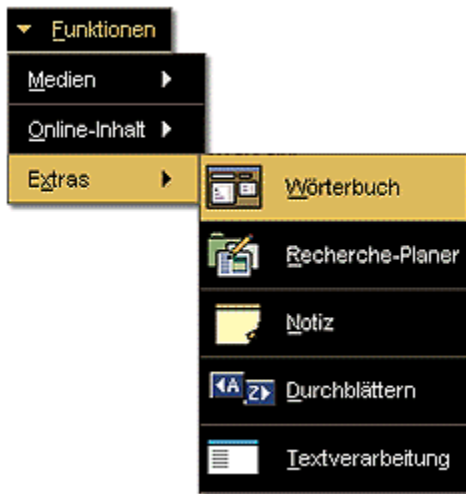 Funktionen
Medien
Online-Inhalt
Extras
Wörterbuch
Recherche-Planer
Notiz
A Z Durchblättern
Textverarbeitung